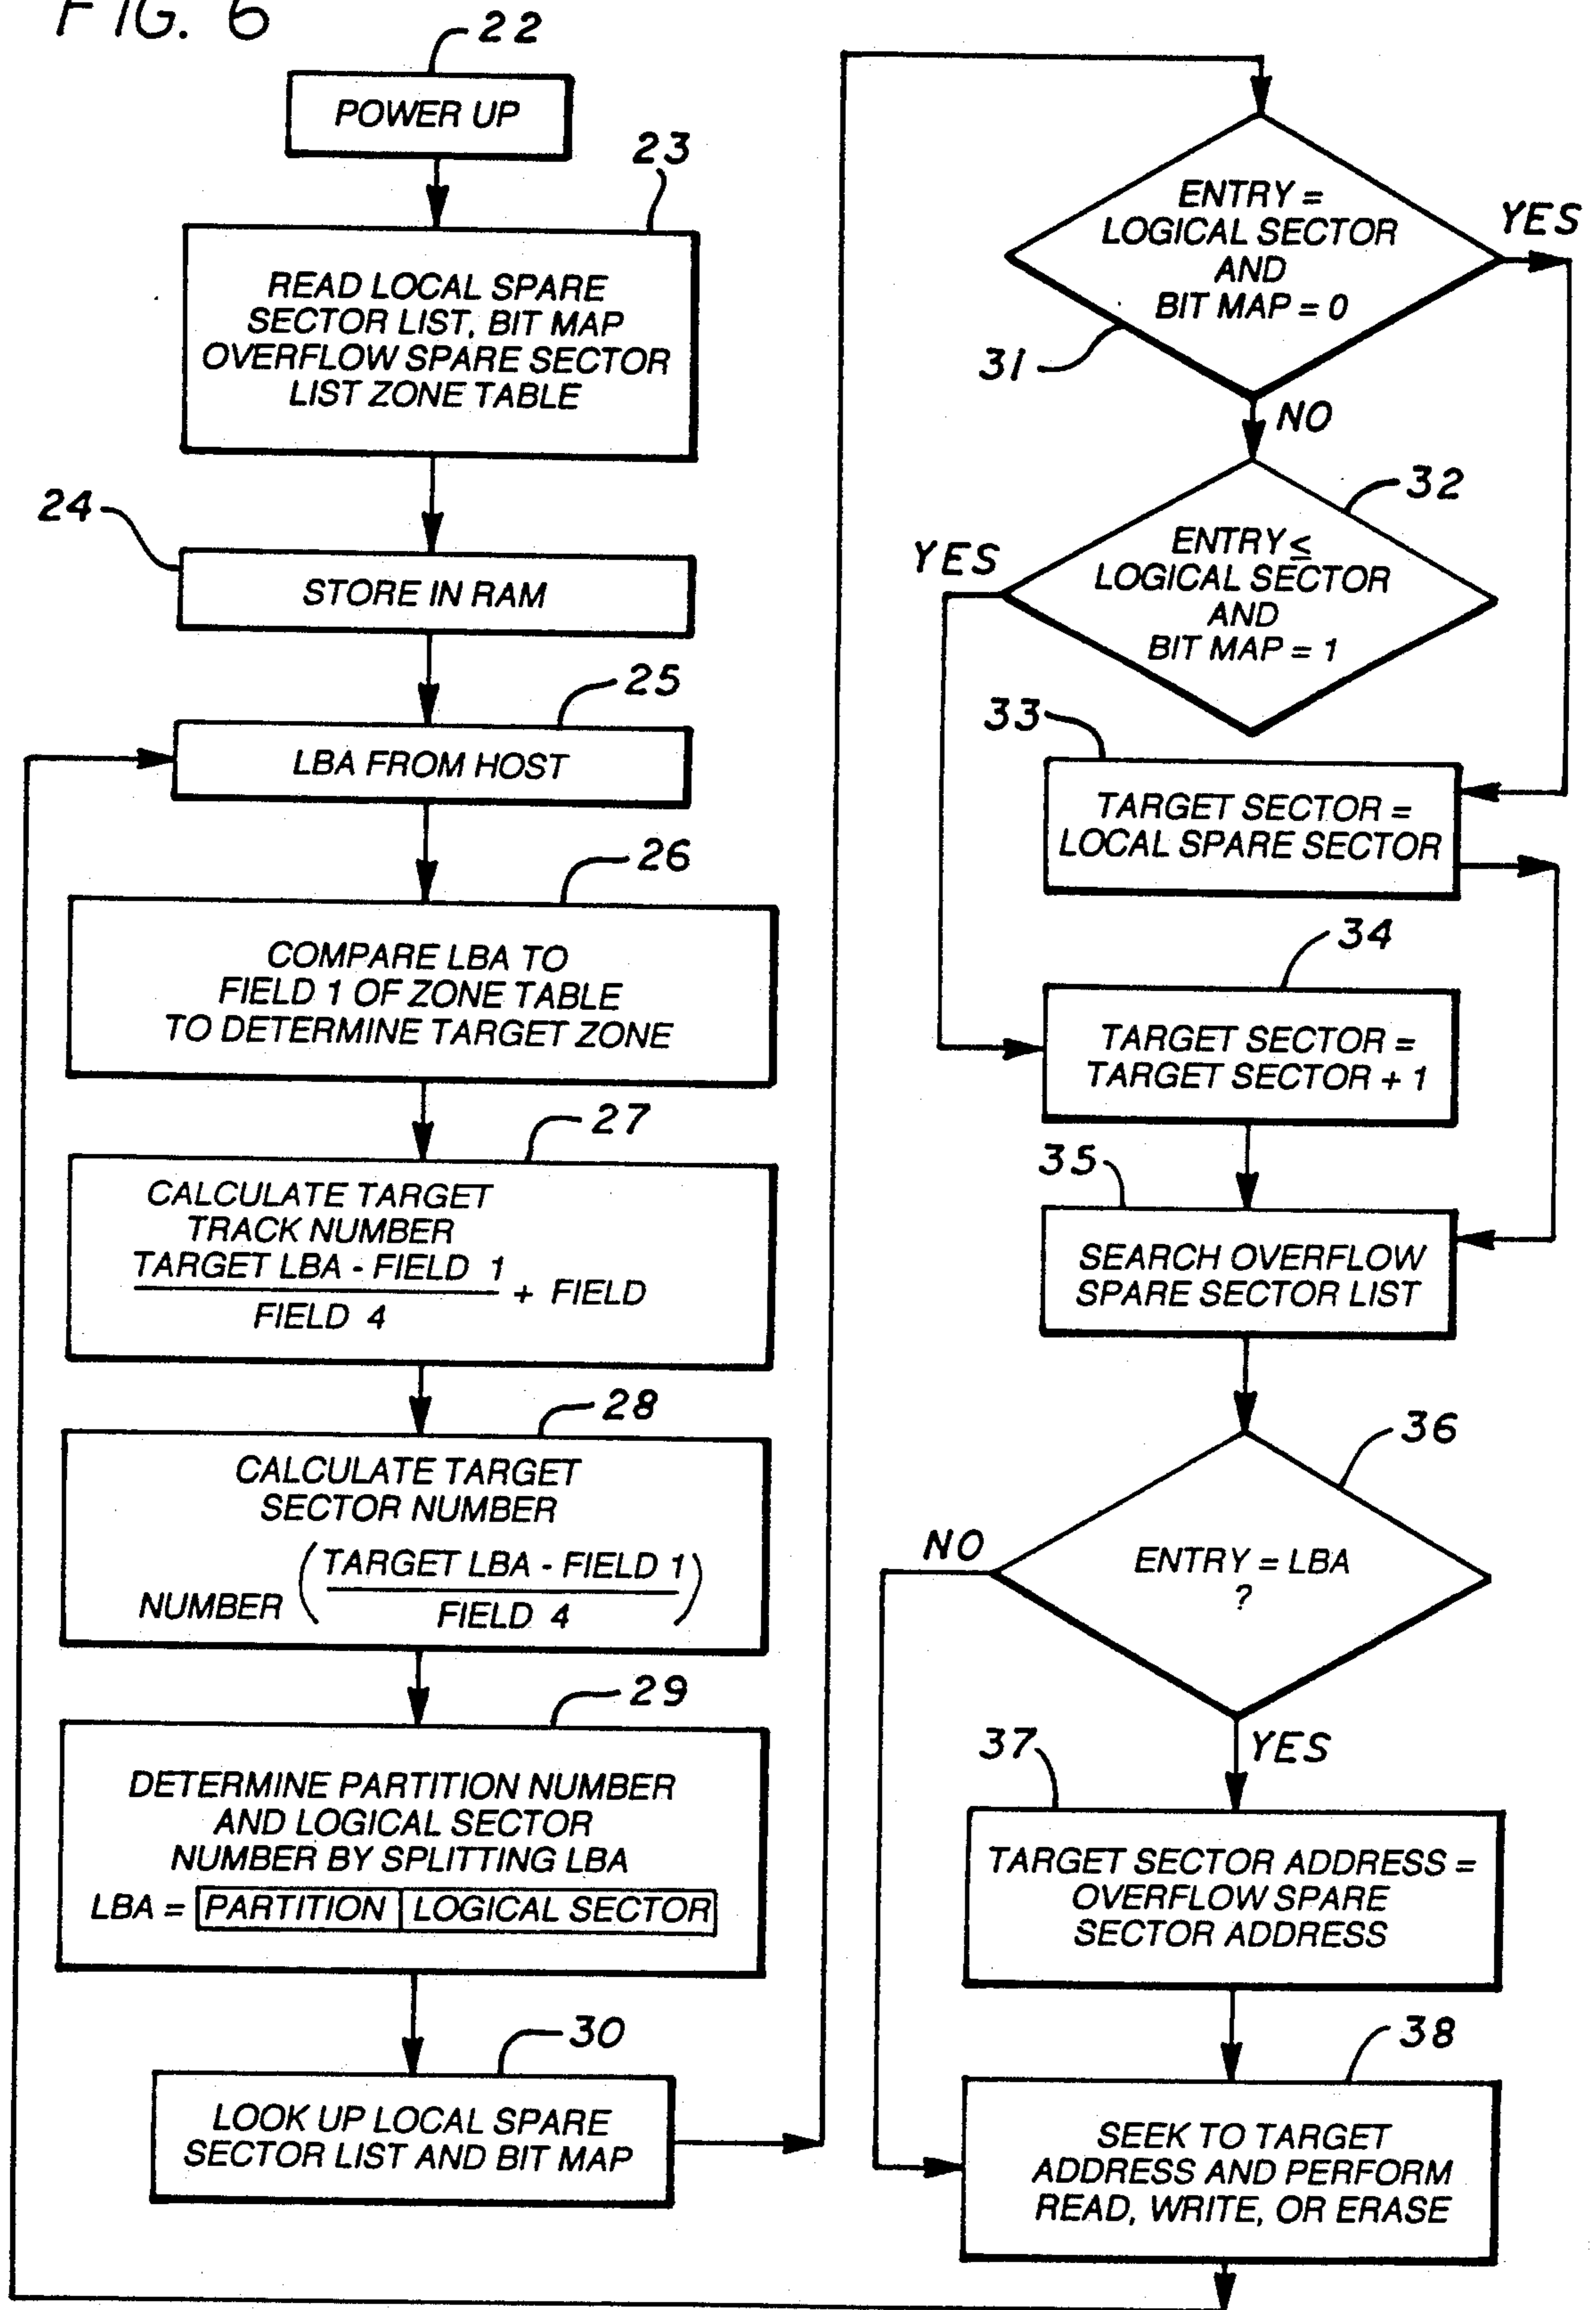 FIG. 6
22
POWER UP
23
READ LOCAL SPARE
SECTOR LIST, BIT MAP
OVERFLOW SPARE SECTOR
LIST ZONE TABLE
24
STORE IN RAM
25
LBA FROM HOST
26
COMPARE LBA TO
FIELD 1 OF ZONE TABLE
TO DETERMINE TARGET ZONE
27
CALCULATE TARGET
TRACK NUMBER
TARGET LBA - FIELD 1
+ FIELD
FIELD 4
28
CALCULATE TARGET
SECTOR NUMBER
NUMBER (TARGET LBA - FIELD 1)
FIELD 4
29
DETERMINE PARTITION NUMBER
AND LOGICAL SECTOR
NUMBER BY SPLITTING LBA
LBA = PARTITION LOGICAL SECTOR
30
LOOK UP LOCAL SPARE
SECTOR LIST AND BIT MAP
ENTRY =
LOGICAL SECTOR
AND
BIT MAP = 0
YES
31
NO
32
ENTRY ≤
LOGICAL SECTOR
AND
BIT MAP = 1
YES
33
TARGET SECTOR =
LOCAL SPARE SECTOR
34
TARGET SECTOR =
TARGET SECTOR + 1
35
SEARCH OVERFLOW
SPARE SECTOR LIST
36
ENTRY = LBA
?
NO
YES
37
TARGET SECTOR ADDRESS =
OVERFLOW SPARE
SECTOR ADDRESS
38
SEEK TO TARGET
ADDRESS AND PERFORM
READ, WRITE, OR ERASE